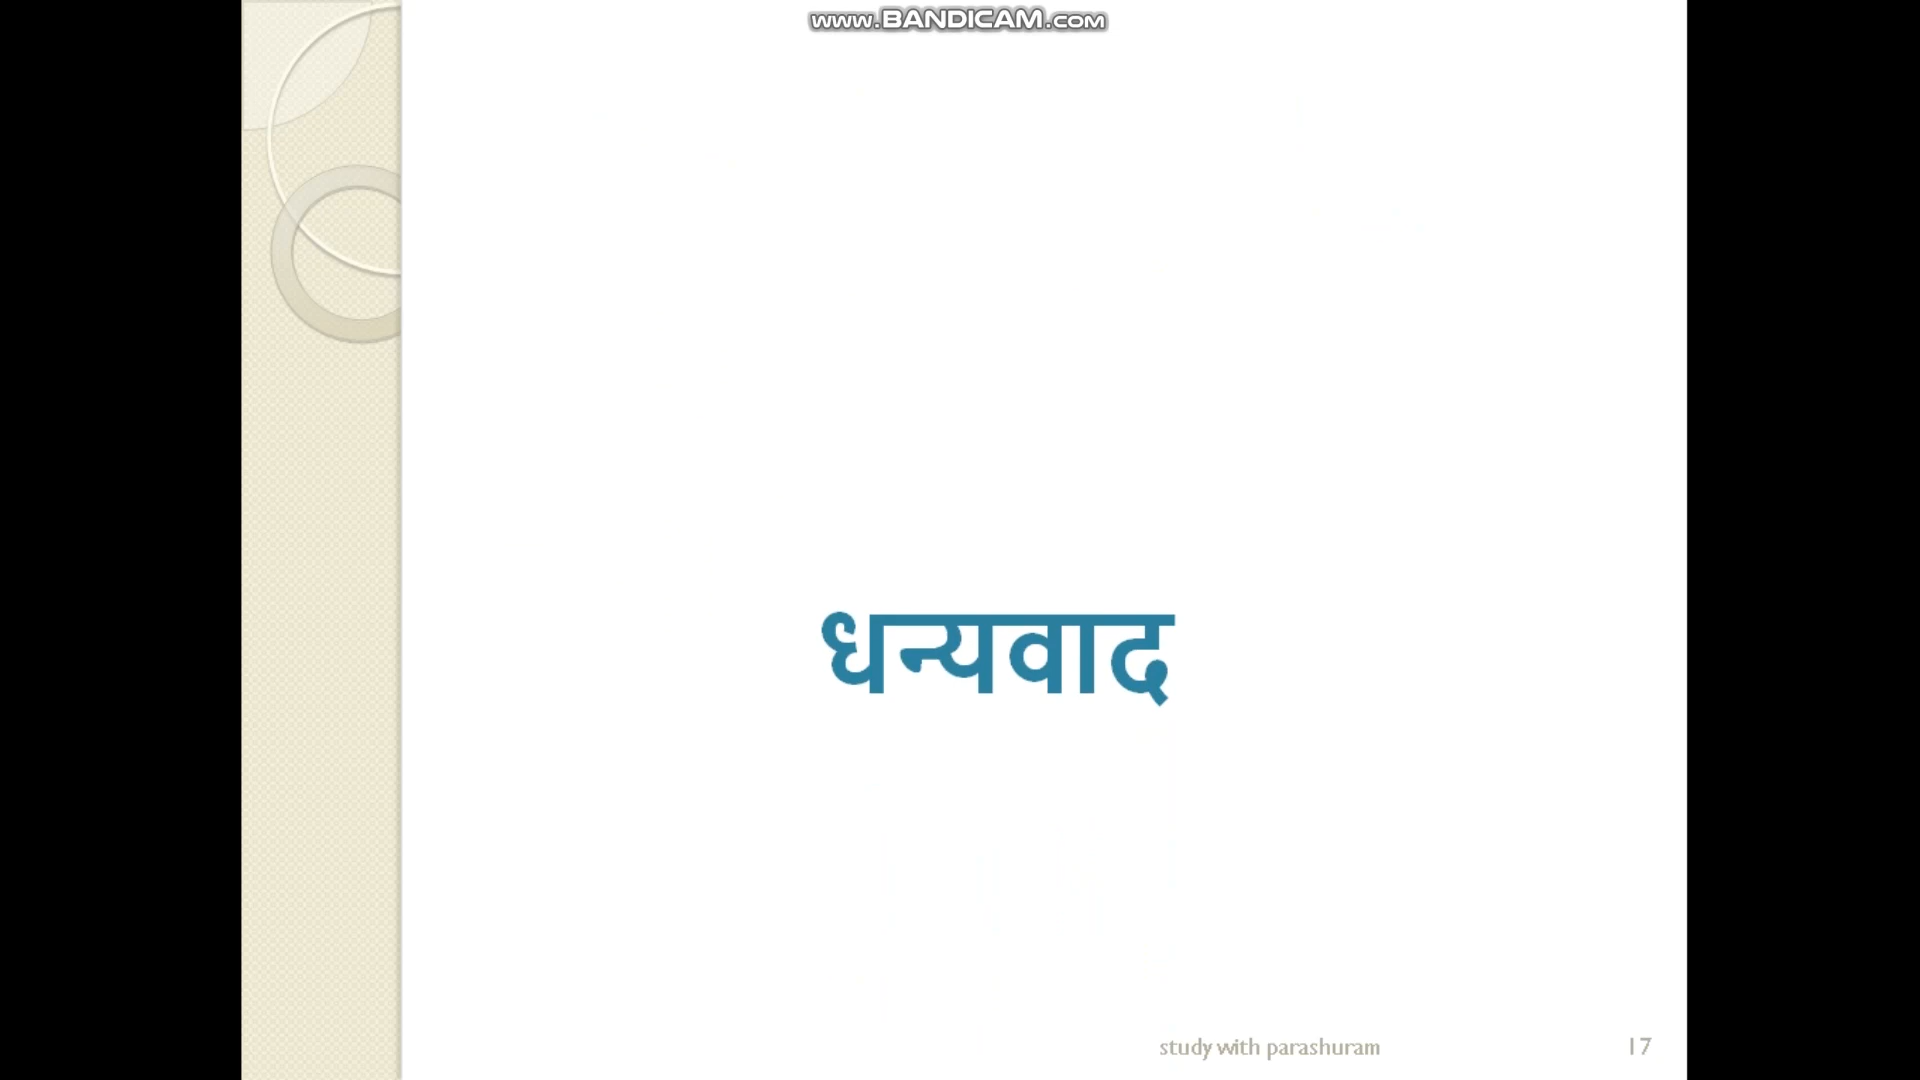 www.BANDICAM.com
धन्यवाद
study with parashuram
17